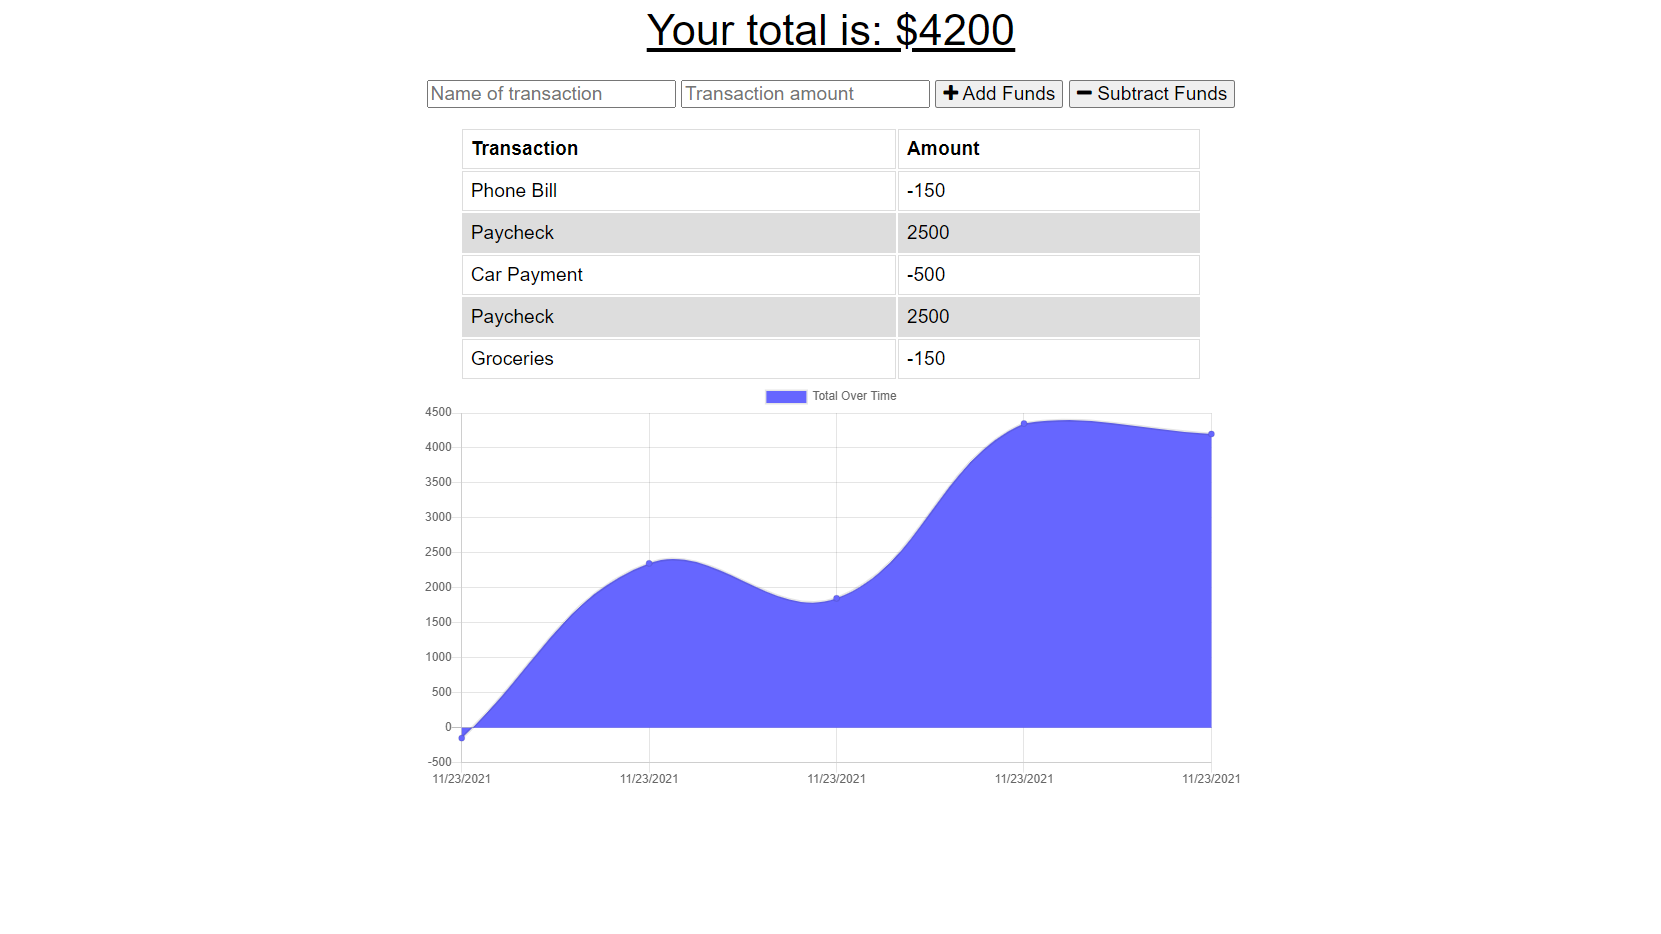 Your total is: $4200
Name of transaction Transaction amount Add Funds Subtract Funds
Transaction Amount
Phone Bill -150
Paycheck 2500
Car Payment -500
Paycheck 2500
Groceries -150
Total Over Time
4500
4000
3500
3000
2500
2000
1500
1000
500
0
-500
11/23/2021 11/23/2021 11/23/2021 11/23/2021 11/23/2021